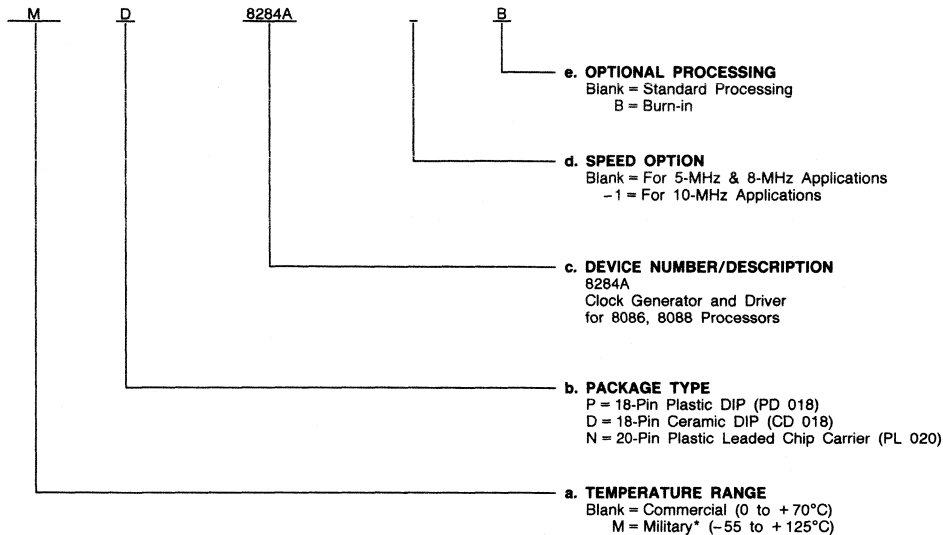 M D 8284A - B
e. OPTIONAL PROCESSING
Blank = Standard Processing
B = Burn-in
d. SPEED OPTION
Blank = For 5-MHz & 8-MHz Applications
–1 = For 10-MHz Applications
c. DEVICE NUMBER/DESCRIPTION
8284A
Clock Generator and Driver
for 8086, 8088 Processors
b. PACKAGE TYPE
P = 18-Pin Plastic DIP (PD 018)
D = 18-Pin Ceramic DIP (CD 018)
N = 20-Pin Plastic Leaded Chip Carrier (PL 020)
a. TEMPERATURE RANGE
Blank = Commercial (0 to +70°C)
M = Military* (–55 to +125°C)